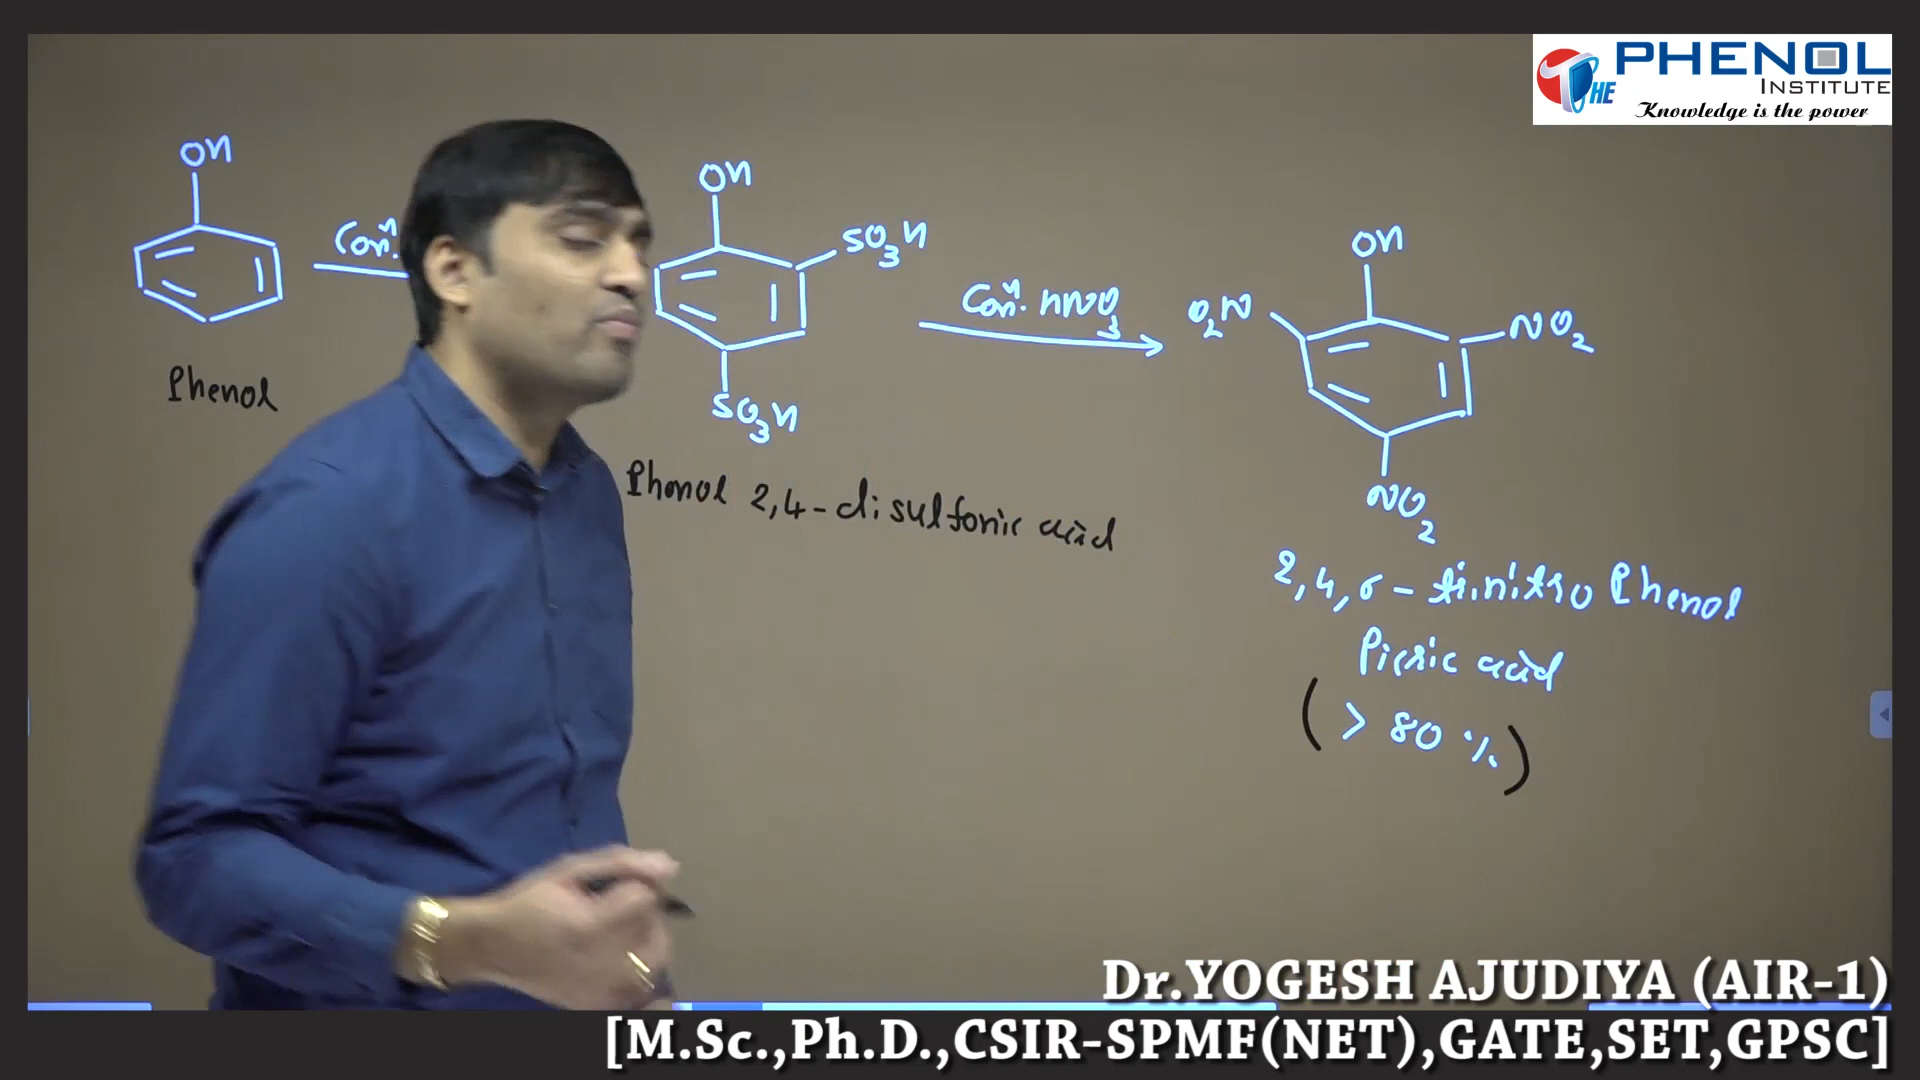 THE PHENOL
INSTITUTE
Knowledge is the power
OH
OH
SO3H
OH
Conⁿ.
Conⁿ. HNO3
O2N
NO2
Phenol
SO3H
NO2
Phenol 2,4-disulfonic acid
2,4,6-trinitro Phenol
Picric acid
(> 80 %)
Dr.YOGESH AJUDIYA (AIR-1)
[M.Sc.,Ph.D.,CSIR-SPMF(NET),GATE,SET,GPSC]